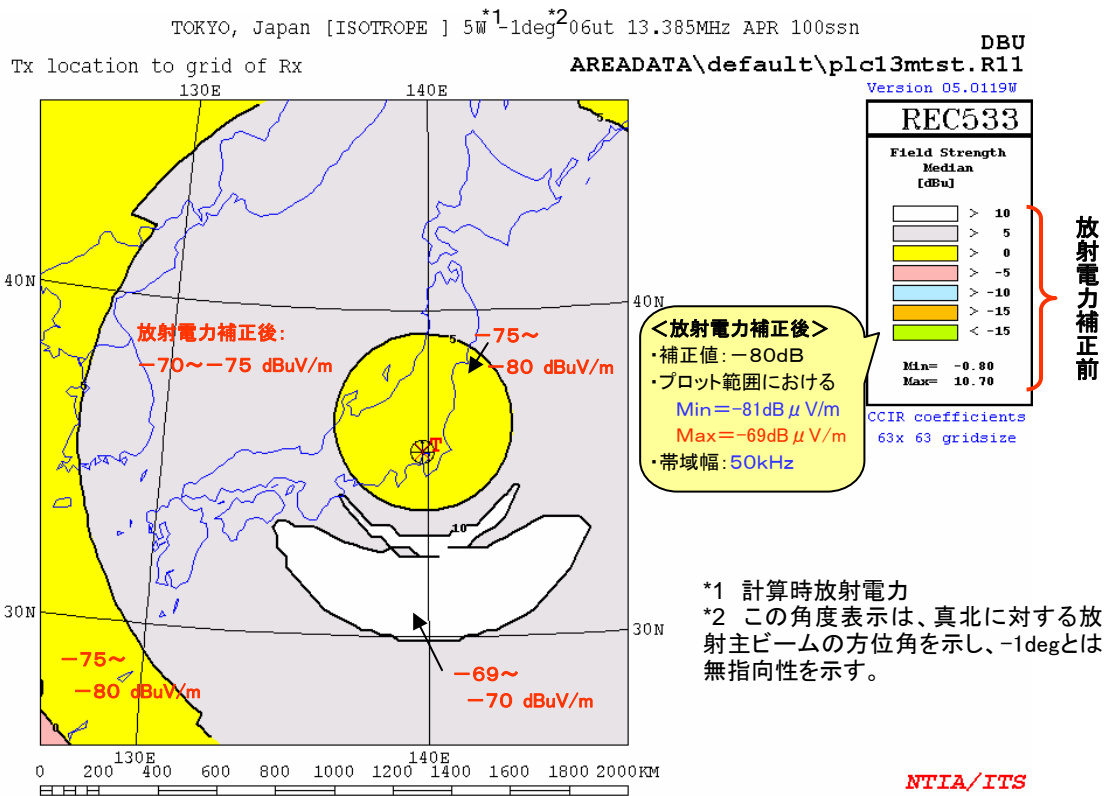 TOKYO, Japan [ISOTROPE ] 5W*1 -1deg*2 06ut 13.385MHz APR 100ssn
DBU
Tx location to grid of Rx
AREADATA\default\plc13mtst.R11
Version 05.0119W
130E
140E
REC533
Field Strength
Median
[dBu]
> 10
> 5
> 0
> -5
> -10
> -15
< -15
Min= -0.80
Max= 10.70
放射電力補正前
CCIR coefficients
63x 63 gridsize
5
40N
40N
放射電力補正後:
-70~-75 dBuV/m
5
-75~
-80 dBuV/m
T
<放射電力補正後>
・補正値:-80dB
・プロット範囲における
Min=-81dBμV/m
Max=-69dBμV/m
・帯域幅:50kHz
10
30N
30N
-75~
-80 dBuV/m
0
-69~
-70 dBuV/m
*1 計算時放射電力
*2 この角度表示は、真北に対する放
射主ビームの方位角を示し、-1degとは
無指向性を示す。
130E
140E
0 200 400 600 800 1000 1200 1400 1600 1800 2000KM
NTIA/ITS